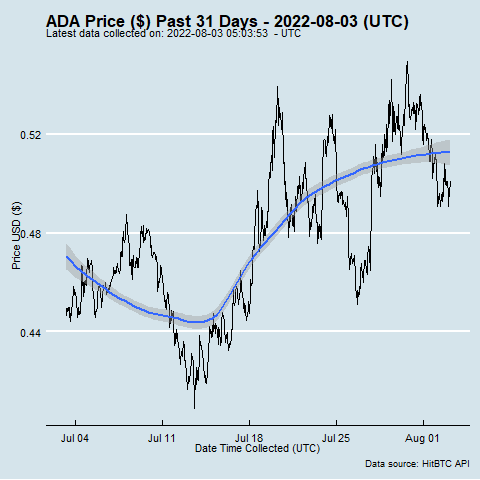 ADA Price ($) Past 31 Days - 2022-08-03 (UTC)
Latest data collected on: 2022-08-03 05:03:53 - UTC
Price USD ($)
0.52
0.48
0.44
Jul 04 Jul 11 Jul 18 Jul 25 Aug 01
Date Time Collected (UTC)
Data source: HitBTC API